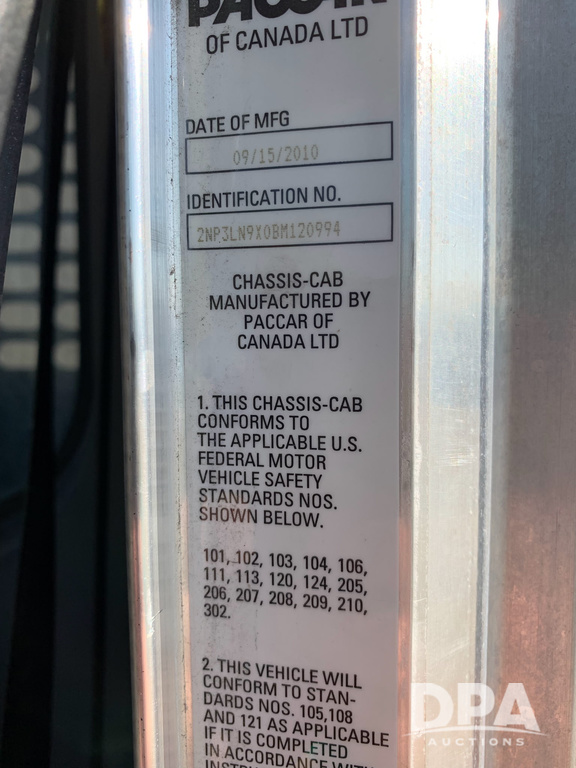 PACCAR
OF CANADA LTD
DATE OF MFG
09/15/2010
IDENTIFICATION NO.
2NP3LN9X0BM120994
CHASSIS-CAB
MANUFACTURED BY
PACCAR OF
CANADA LTD
1. THIS CHASSIS-CAB
CONFORMS TO
THE APPLICABLE U.S.
FEDERAL MOTOR
VEHICLE SAFETY
STANDARDS NOS.
SHOWN BELOW.
101, 102, 103, 104, 106,
111, 113, 120, 124, 205,
206, 207, 208, 209, 210,
302.
2. THIS VEHICLE WILL
CONFORM TO STAN-
DARDS NOS. 105,108
AND 121 AS APPLICABLE
IF IT IS COMPLETED
IN ACCORDANCE WITH
DPA
AUCTIONS